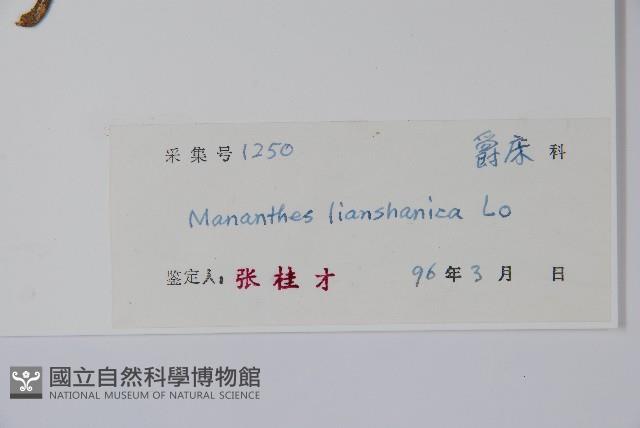 采集号 1250 爵床 科
Mananthes lianshanica Lo
鉴定人: 张桂才 96 年 3 月 日
國立自然科學博物館
NATIONAL MUSEUM OF NATURAL SCIENCE